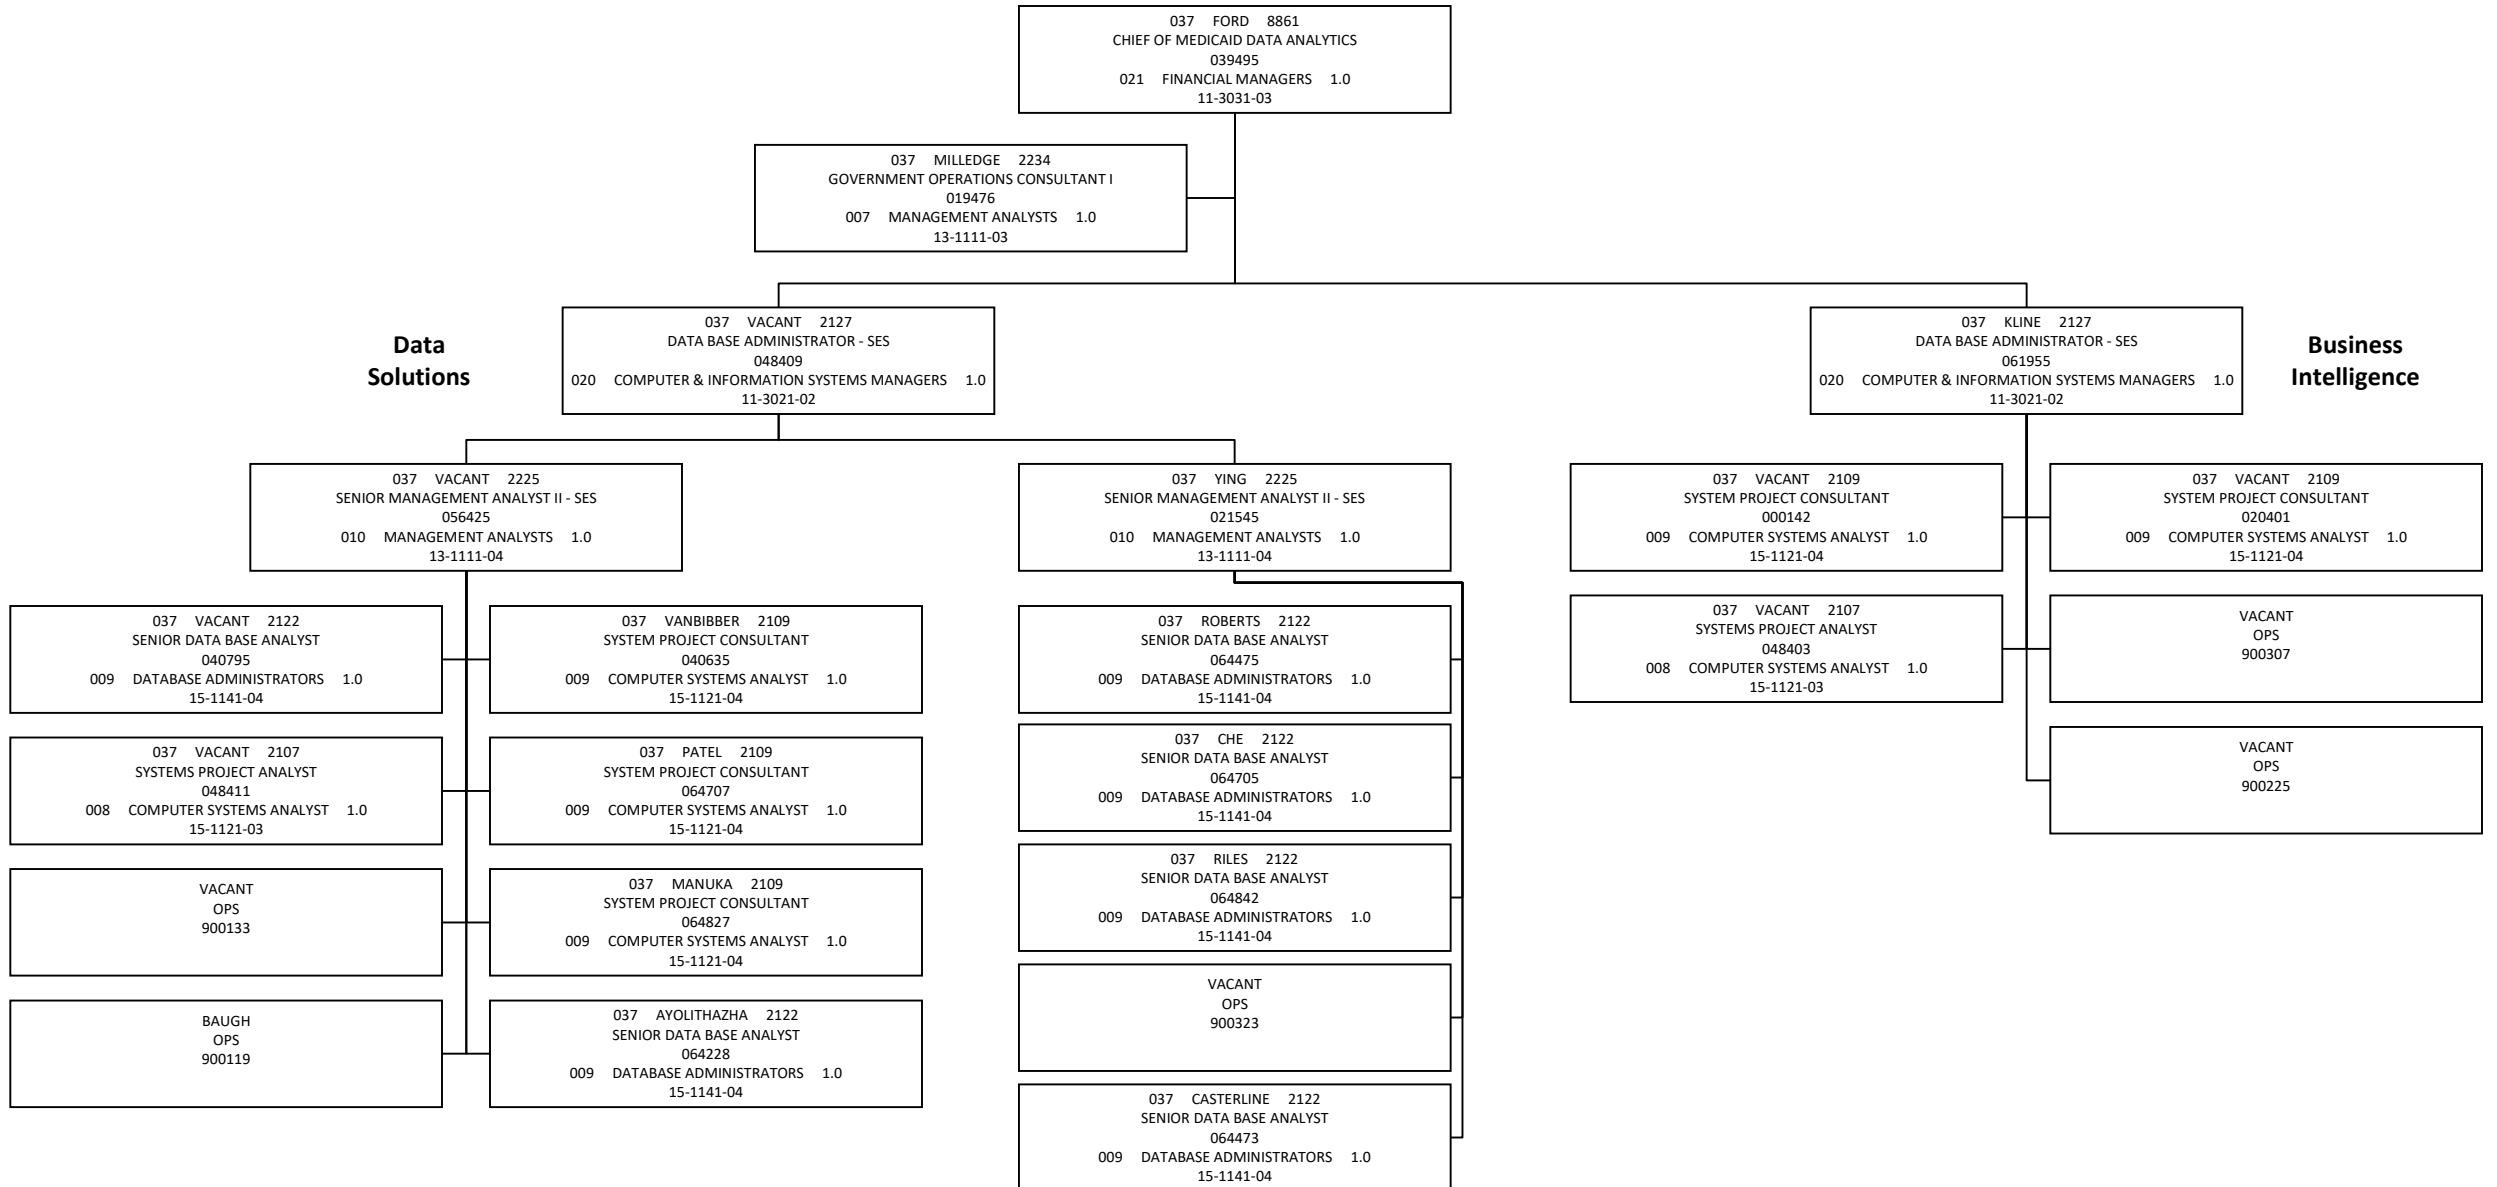 037 FORD 8861
CHIEF OF MEDICAID DATA ANALYTICS
039495
021 FINANCIAL MANAGERS 1.0
11-3031-03
037 MILLEDGE 2234
GOVERNMENT OPERATIONS CONSULTANT I
019476
007 MANAGEMENT ANALYSTS 1.0
13-1111-03
Data
Solutions
037 VACANT 2127
DATA BASE ADMINISTRATOR - SES
048409
020 COMPUTER & INFORMATION SYSTEMS MANAGERS 1.0
11-3021-02
037 KLINE 2127
DATA BASE ADMINISTRATOR - SES
061955
020 COMPUTER & INFORMATION SYSTEMS MANAGERS 1.0
11-3021-02
Business
Intelligence
037 VACANT 2225
SENIOR MANAGEMENT ANALYST II - SES
056425
010 MANAGEMENT ANALYSTS 1.0
13-1111-04
037 YING 2225
SENIOR MANAGEMENT ANALYST II - SES
021545
010 MANAGEMENT ANALYSTS 1.0
13-1111-04
037 VACANT 2109
SYSTEM PROJECT CONSULTANT
000142
009 COMPUTER SYSTEMS ANALYST 1.0
15-1121-04
037 VACANT 2109
SYSTEM PROJECT CONSULTANT
020401
009 COMPUTER SYSTEMS ANALYST 1.0
15-1121-04
037 VACANT 2122
SENIOR DATA BASE ANALYST
040795
009 DATABASE ADMINISTRATORS 1.0
15-1141-04
037 VANBIBBER 2109
SYSTEM PROJECT CONSULTANT
040635
009 COMPUTER SYSTEMS ANALYST 1.0
15-1121-04
037 ROBERTS 2122
SENIOR DATA BASE ANALYST
064475
009 DATABASE ADMINISTRATORS 1.0
15-1141-04
037 VACANT 2107
SYSTEMS PROJECT ANALYST
048403
008 COMPUTER SYSTEMS ANALYST 1.0
15-1121-03
VACANT
OPS
900307
037 VACANT 2107
SYSTEMS PROJECT ANALYST
048411
008 COMPUTER SYSTEMS ANALYST 1.0
15-1121-03
037 PATEL 2109
SYSTEM PROJECT CONSULTANT
064707
009 COMPUTER SYSTEMS ANALYST 1.0
15-1121-04
037 CHE 2122
SENIOR DATA BASE ANALYST
064705
009 DATABASE ADMINISTRATORS 1.0
15-1141-04
VACANT
OPS
900225
VACANT
OPS
900133
037 MANUKA 2109
SYSTEM PROJECT CONSULTANT
064827
009 COMPUTER SYSTEMS ANALYST 1.0
15-1121-04
037 RILES 2122
SENIOR DATA BASE ANALYST
064842
009 DATABASE ADMINISTRATORS 1.0
15-1141-04
BAUGH
OPS
900119
037 AYOLITHAZHA 2122
SENIOR DATA BASE ANALYST
064228
009 DATABASE ADMINISTRATORS 1.0
15-1141-04
VACANT
OPS
900323
037 CASTERLINE 2122
SENIOR DATA BASE ANALYST
064473
009 DATABASE ADMINISTRATORS 1.0
15-1141-04